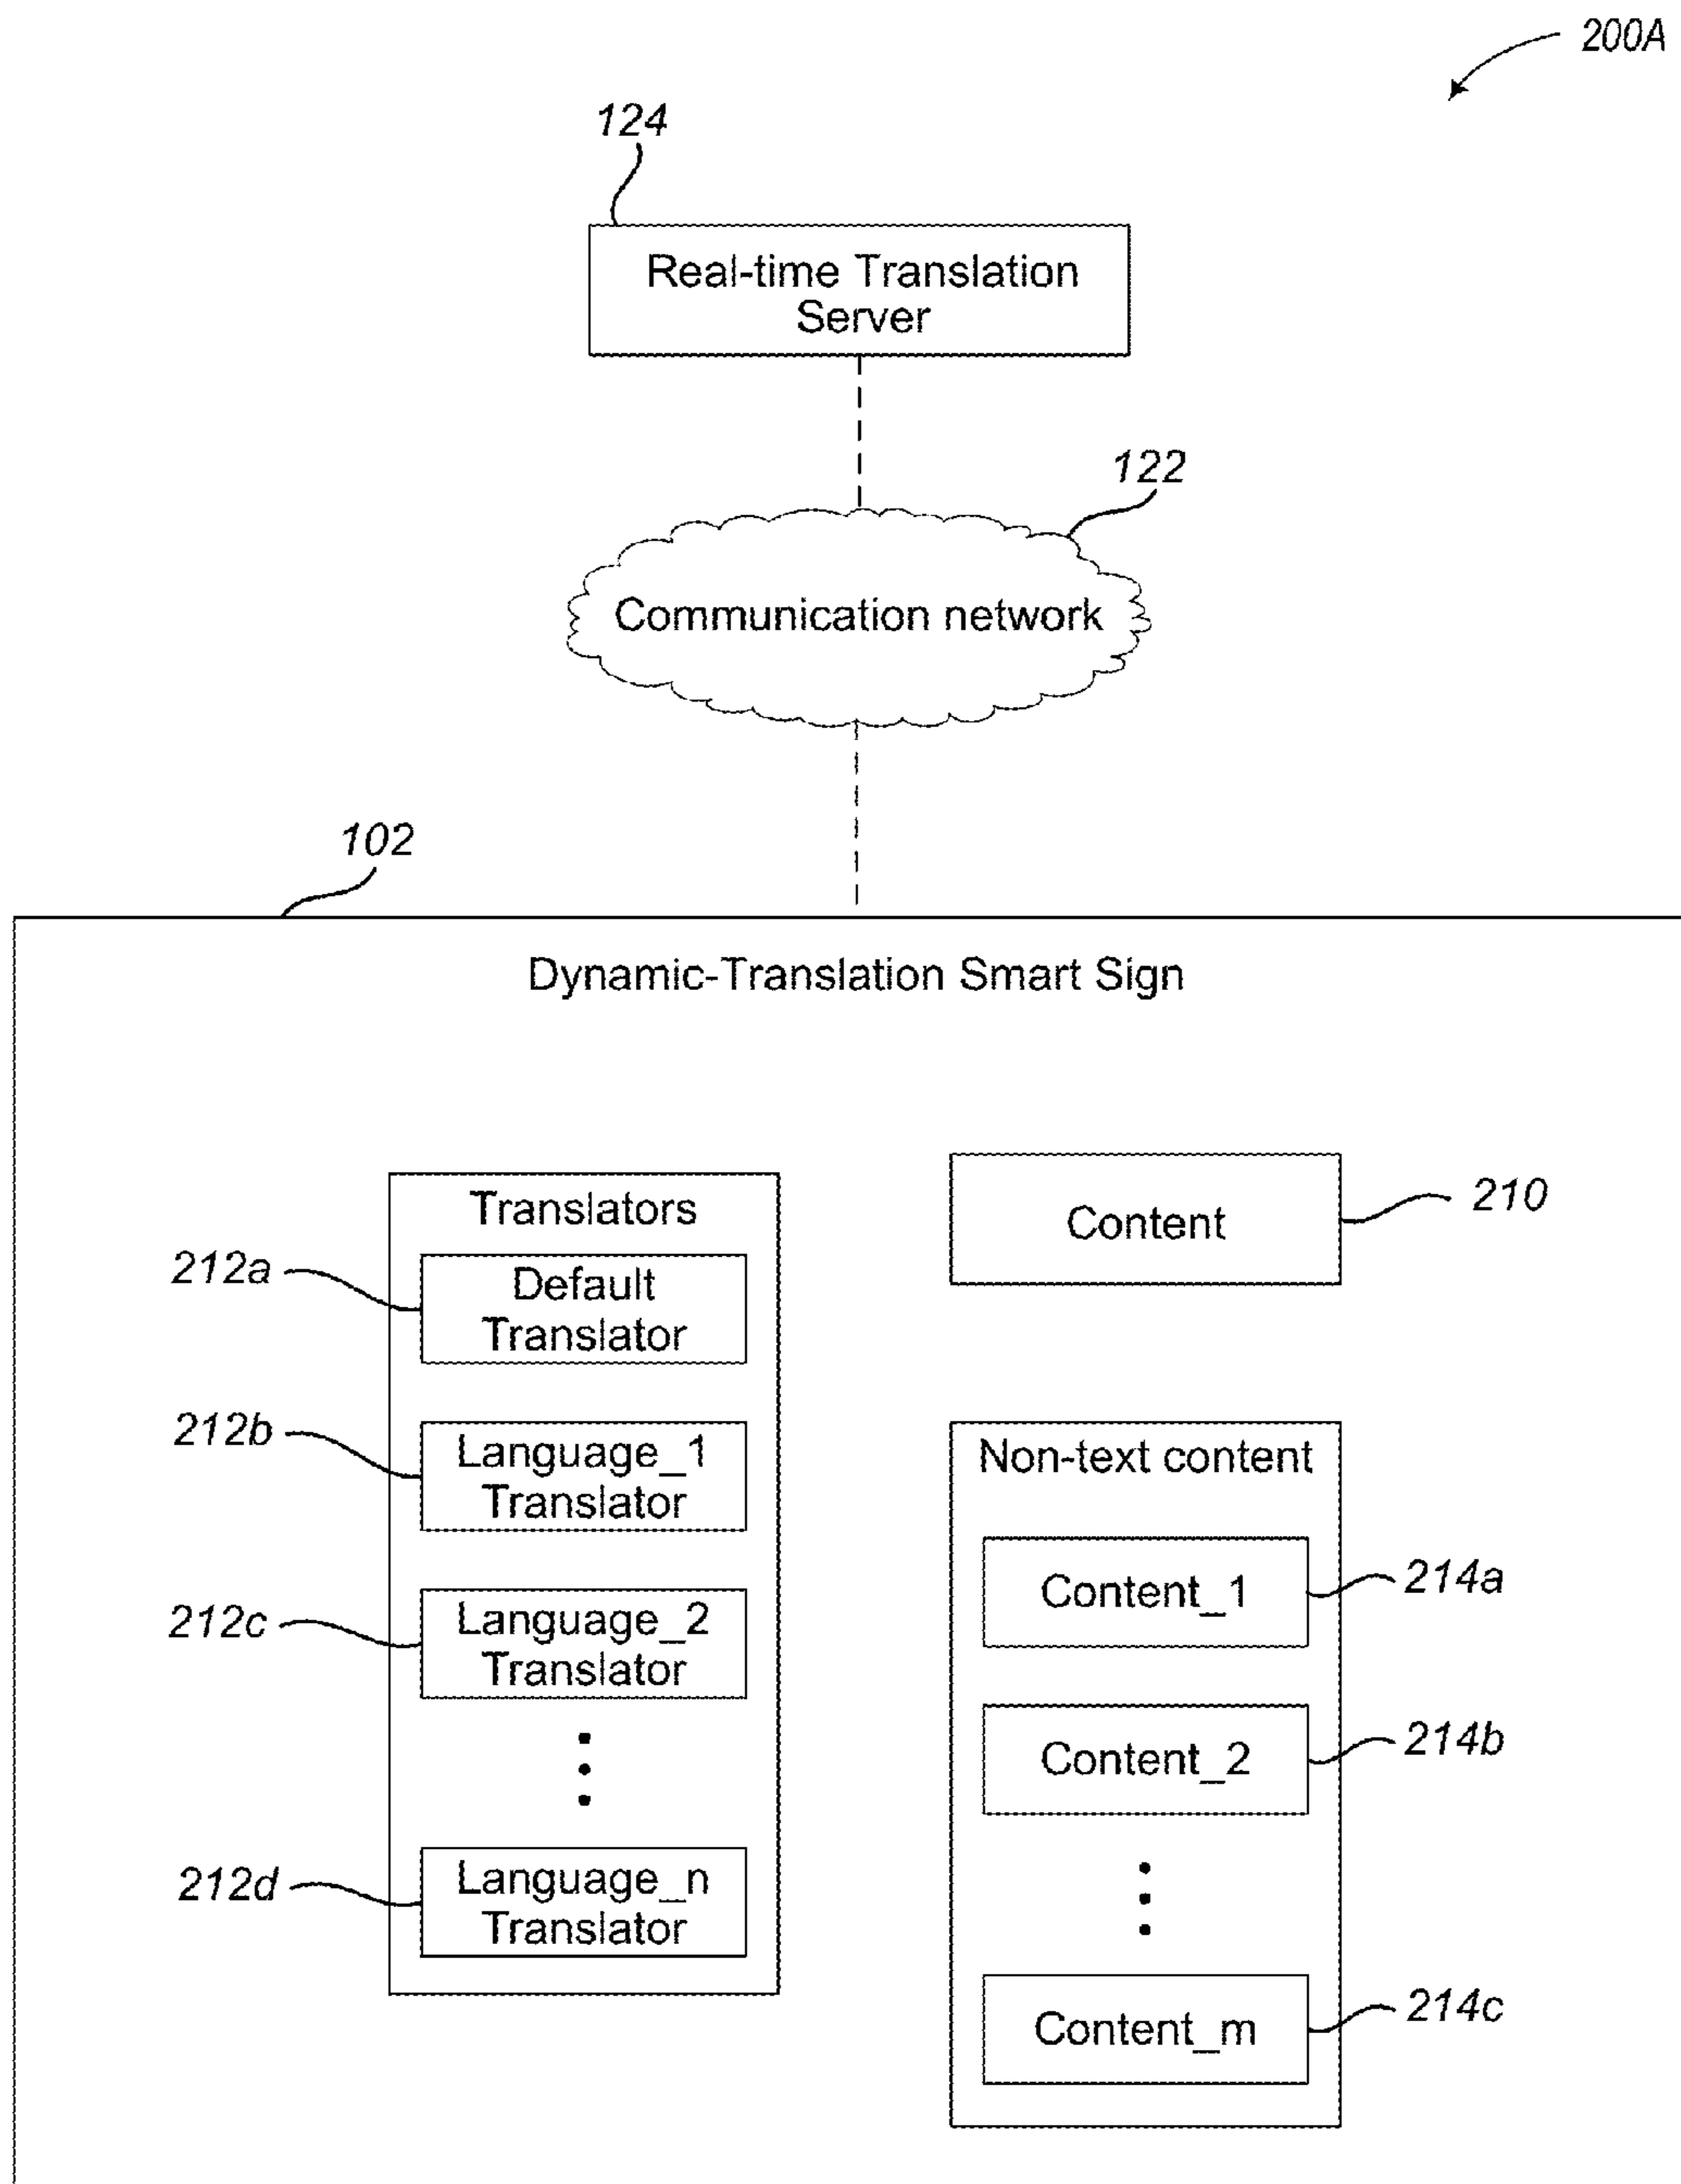 200A
124
Real-time Translation
Server
122
Communication network
102
Dynamic-Translation Smart Sign
Translators
212a
Default
Translator
212b
Language_1
Translator
212c
Language_2
Translator
212d
Language_n
Translator
Content
210
Non-text content
Content_1
214a
Content_2
214b
Content_m
214c